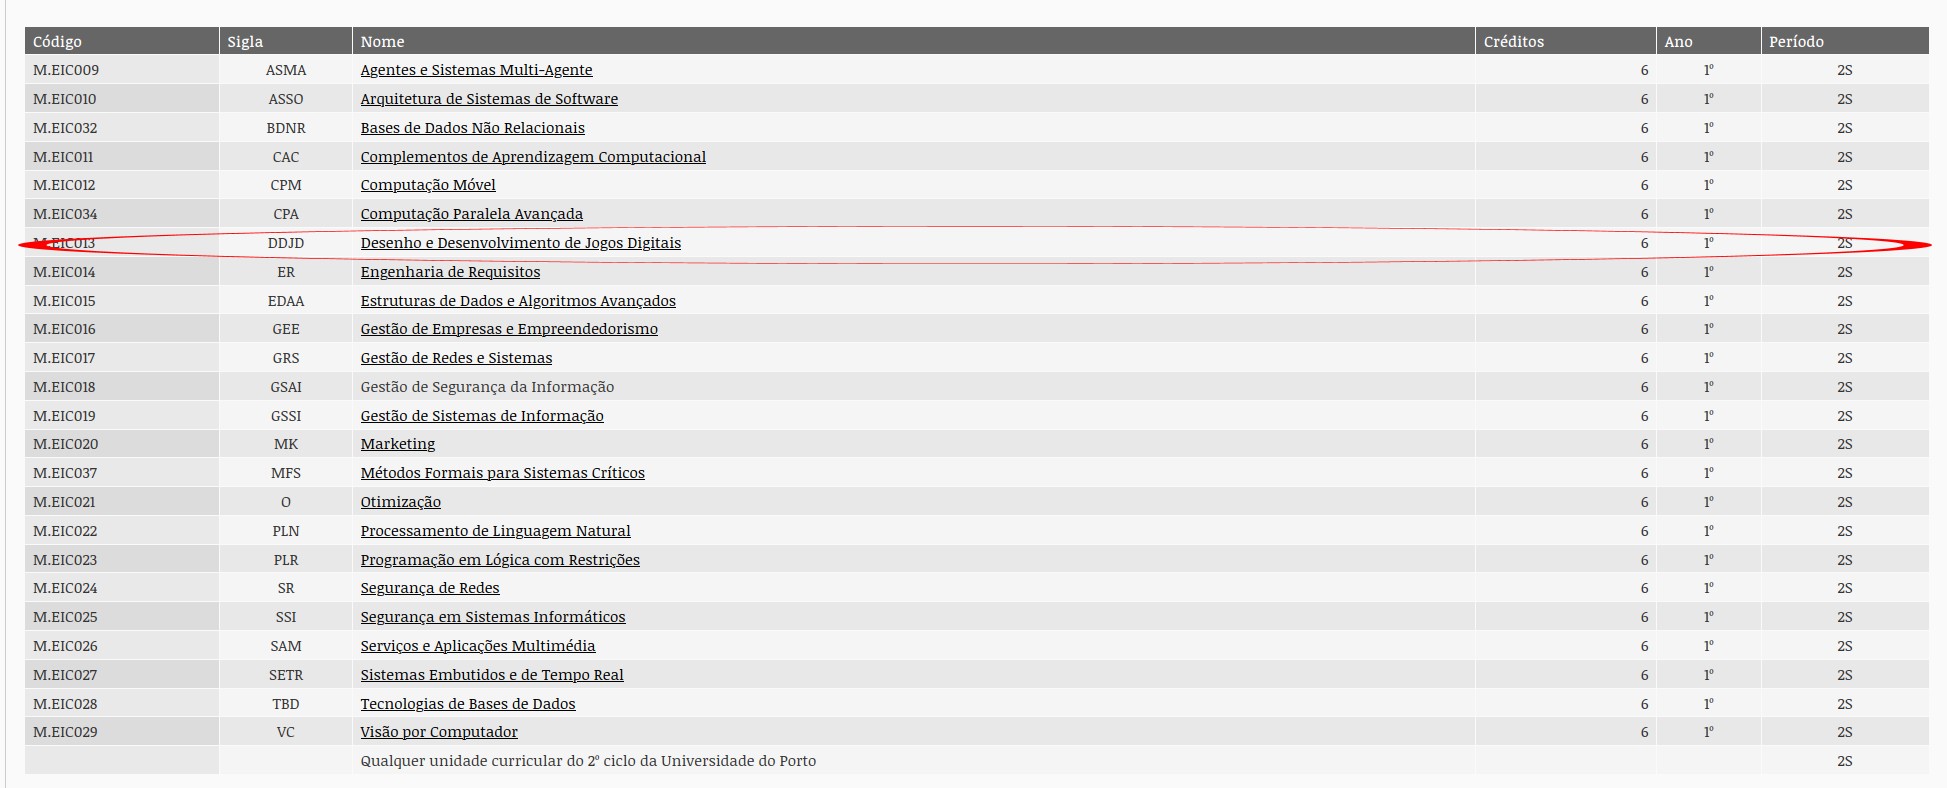 Código Sigla Nome Créditos Ano Período
M.EIC009 ASMA Agentes e Sistemas Multi-Agente 6 1º 2S
M.EIC010 ASSO Arquitetura de Sistemas de Software 6 1º 2S
M.EIC032 BDNR Bases de Dados Não Relacionais 6 1º 2S
M.EIC011 CAC Complementos de Aprendizagem Computacional 6 1º 2S
M.EIC012 CPM Computação Móvel 6 1º 2S
M.EIC034 CPA Computação Paralela Avançada 6 1º 2S
M.EIC013 DDJD Desenho e Desenvolvimento de Jogos Digitais 6 1º 2S
M.EIC014 ER Engenharia de Requisitos 6 1º 2S
M.EIC015 EDAA Estruturas de Dados e Algoritmos Avançados 6 1º 2S
M.EIC016 GEE Gestão de Empresas e Empreendedorismo 6 1º 2S
M.EIC017 GRS Gestão de Redes e Sistemas 6 1º 2S
M.EIC018 GSAI Gestão de Segurança da Informação 6 1º 2S
M.EIC019 GSSI Gestão de Sistemas de Informação 6 1º 2S
M.EIC020 MK Marketing 6 1º 2S
M.EIC037 MFS Métodos Formais para Sistemas Críticos 6 1º 2S
M.EIC021 O Otimização 6 1º 2S
M.EIC022 PLN Processamento de Linguagem Natural 6 1º 2S
M.EIC023 PLR Programação em Lógica com Restrições 6 1º 2S
M.EIC024 SR Segurança de Redes 6 1º 2S
M.EIC025 SSI Segurança em Sistemas Informáticos 6 1º 2S
M.EIC026 SAM Serviços e Aplicações Multimédia 6 1º 2S
M.EIC027 SETR Sistemas Embutidos e de Tempo Real 6 1º 2S
M.EIC028 TBD Tecnologias de Bases de Dados 6 1º 2S
M.EIC029 VC Visão por Computador 6 1º 2S
Qualquer unidade curricular do 2º ciclo da Universidade do Porto 2S